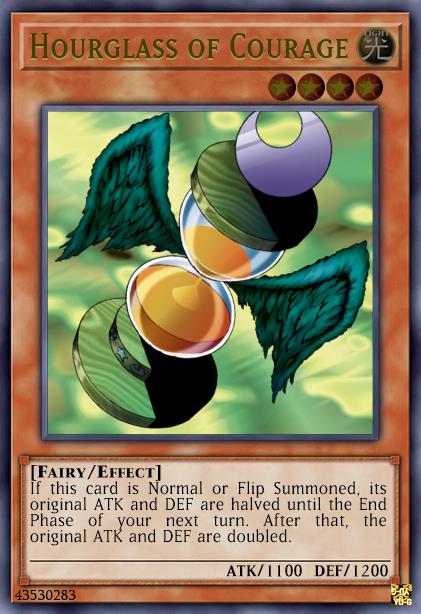 Hourglass of Courage
LIGHT
光
[Fairy/Effect]
If this card is Normal or Flip Summoned, its
original ATK and DEF are halved until the End
Phase of your next turn. After that, the
original ATK and DEF are doubled.
ATK/1100 DEF/1200
43530283